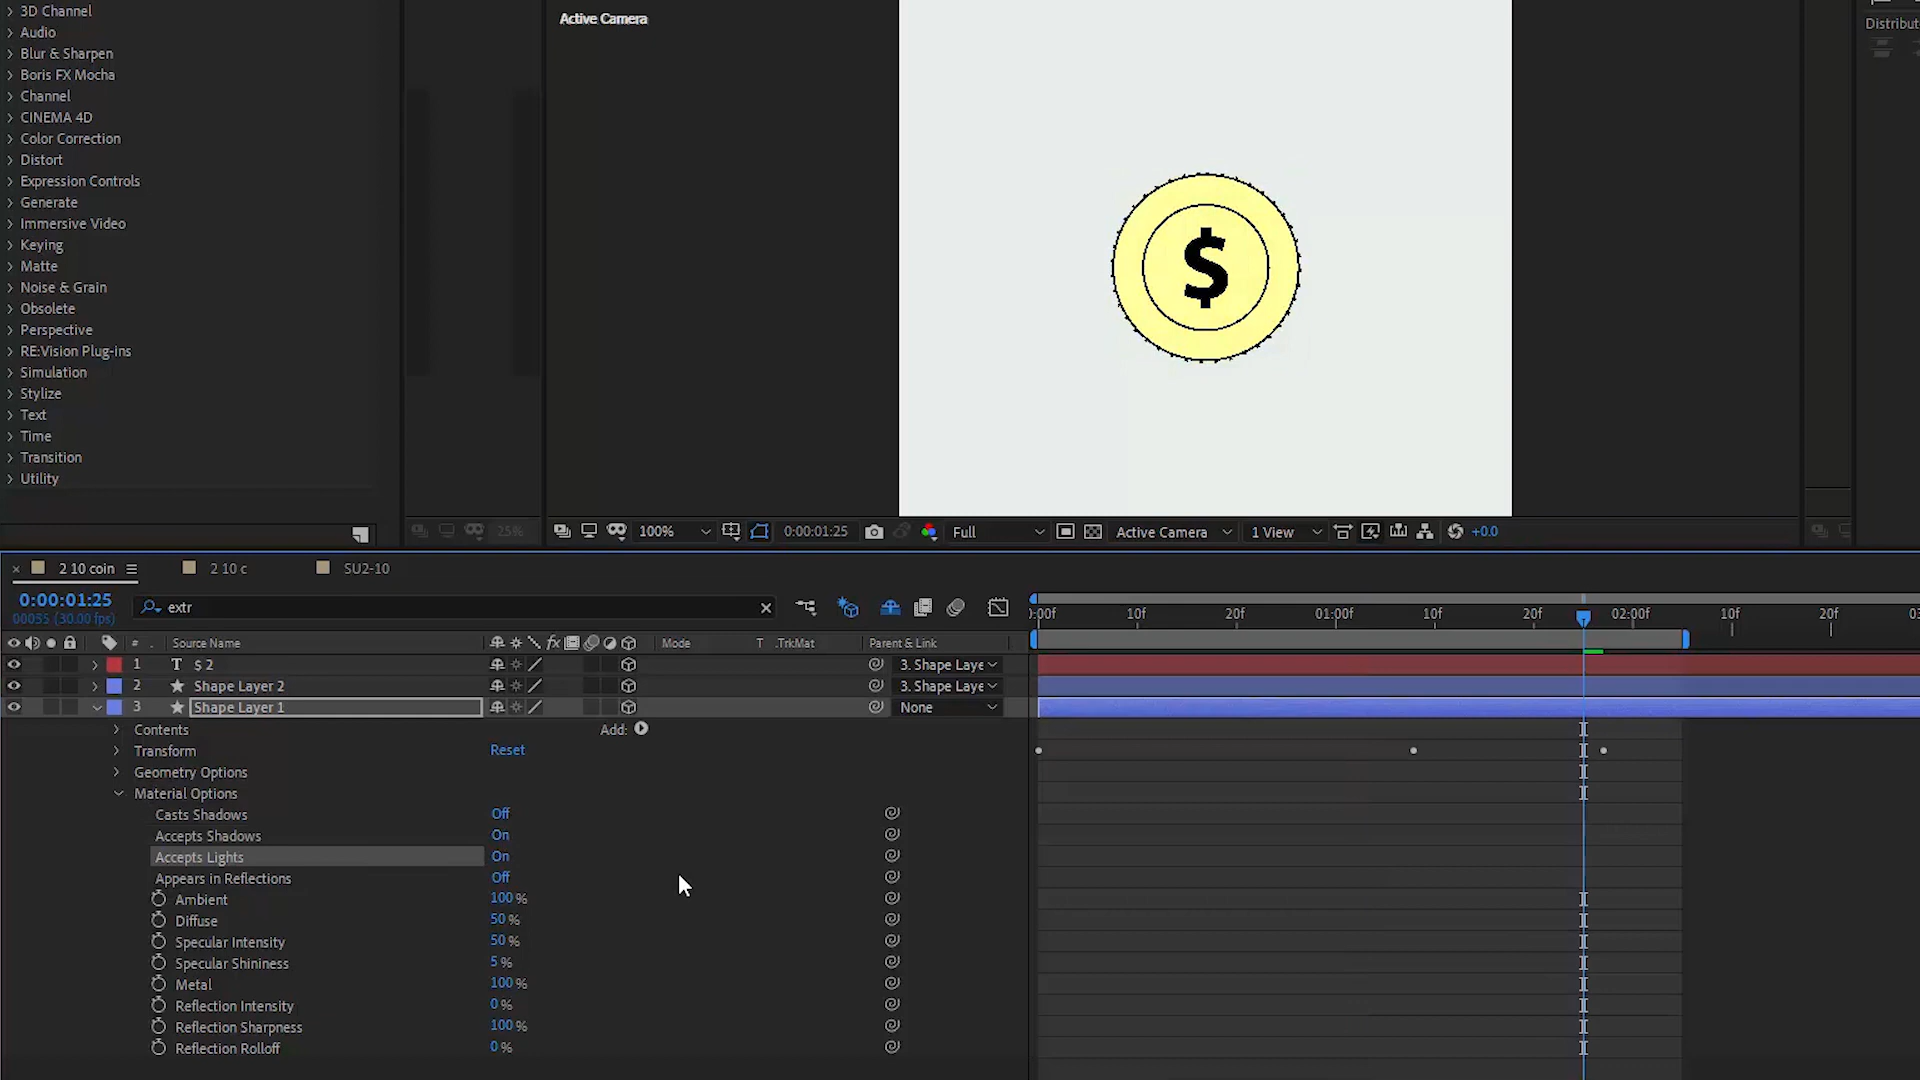 3D Channel
Audio
Blur & Sharpen
Boris FX Mocha
Channel
CINEMA 4D
Color Correction
Distort
Expression Controls
Generate
Immersive Video
Keying
Matte
Noise & Grain
Obsolete
Perspective
RE:Vision Plug-ins
Simulation
Stylize
Text
Time
Transition
Utility
Active Camera
Distribut
$
25%
100% 0:00:01:25 Full Active Camera 1 View +0.0
× 2 10 coin 2 10 c SU2-10
0:00:01:25
00055 (30.00 fps)
extr
):00f 10f 20f 01:00f 10f 20f 02:00f 10f 20f 03
# . Source Name fx Mode T .TrkMat Parent & Link
1 T $ 2 3. Shape Laye
2 Shape Layer 2 3. Shape Laye
3 Shape Layer 1 None
Contents Add:
Transform Reset
Geometry Options
Material Options
Casts Shadows Off
Accepts Shadows On
Accepts Lights On
Appears in Reflections Off
Ambient 100 %
Diffuse 50 %
Specular Intensity 50 %
Specular Shininess 5 %
Metal 100 %
Reflection Intensity 0 %
Reflection Sharpness 100 %
Reflection Rolloff 0 %